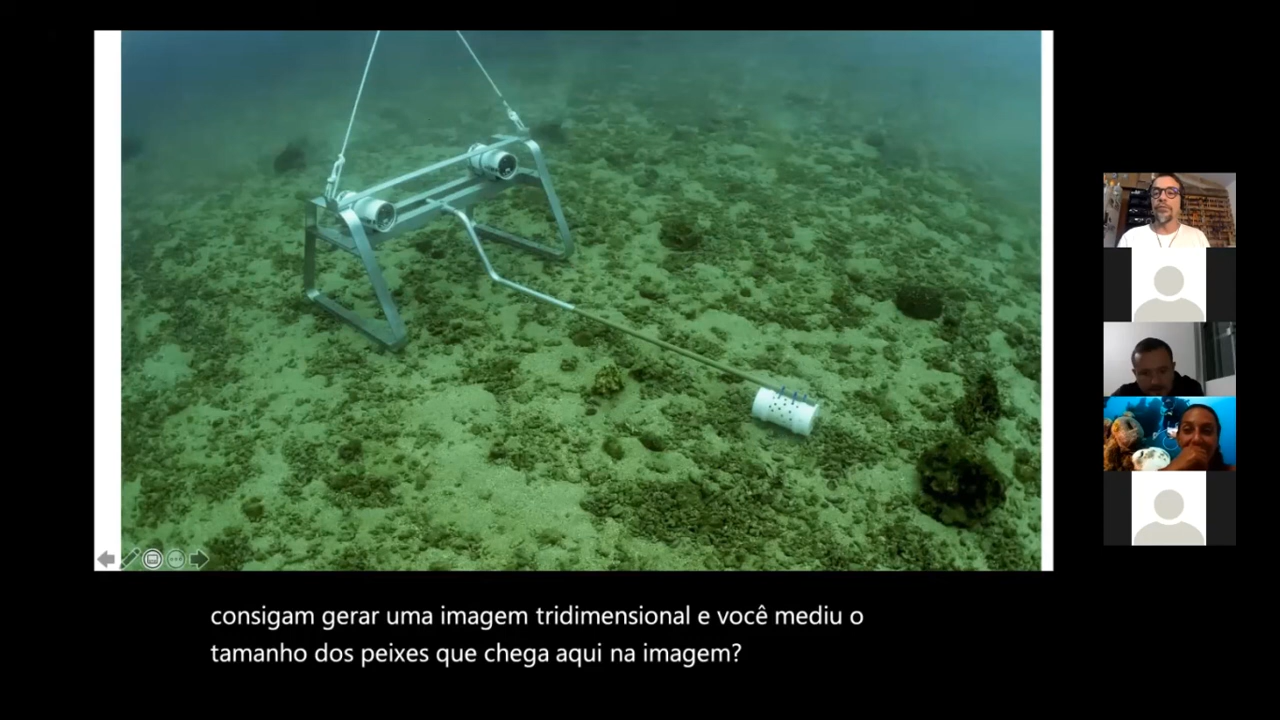 consigam gerar uma imagem tridimensional e você mediu o
tamanho dos peixes que chega aqui na imagem?